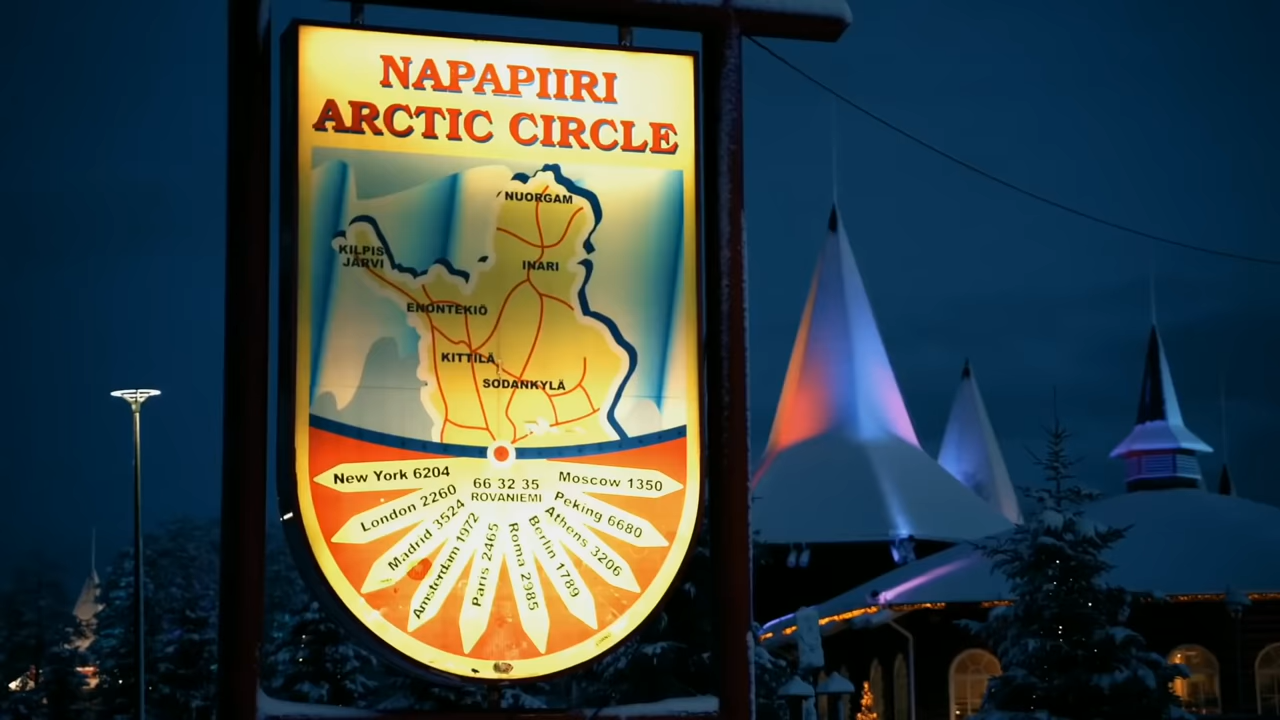 NAPAPIIRI
ARCTIC CIRCLE
NUORGAM
KILPIS
JÄRVI
INARI
ENONTEKIÖ
KITTILÄ
SODANKYLÄ
66 32 35
ROVANIEMI
New York 6204
London 2260
Madrid 3524
Amsterdam 1972
Paris 2465
Roma 2985
Berlin 1789
Athens 3206
Peking 6680
Moscow 1350